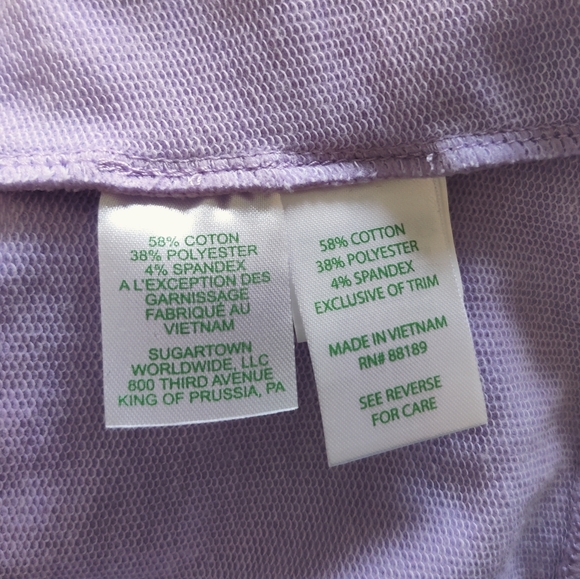 58% COTON
38% POLYESTER
4% SPANDEX
A L'EXCEPTION DES
GARNISSAGE
FABRIQUÉ AU
VIETNAM
SUGARTOWN
WORLDWIDE, LLC
800 THIRD AVENUE
KING OF PRUSSIA, PA
58% COTTON
38% POLYESTER
4% SPANDEX
EXCLUSIVE OF TRIM
MADE IN VIETNAM
RN# 88189
SEE REVERSE
FOR CARE